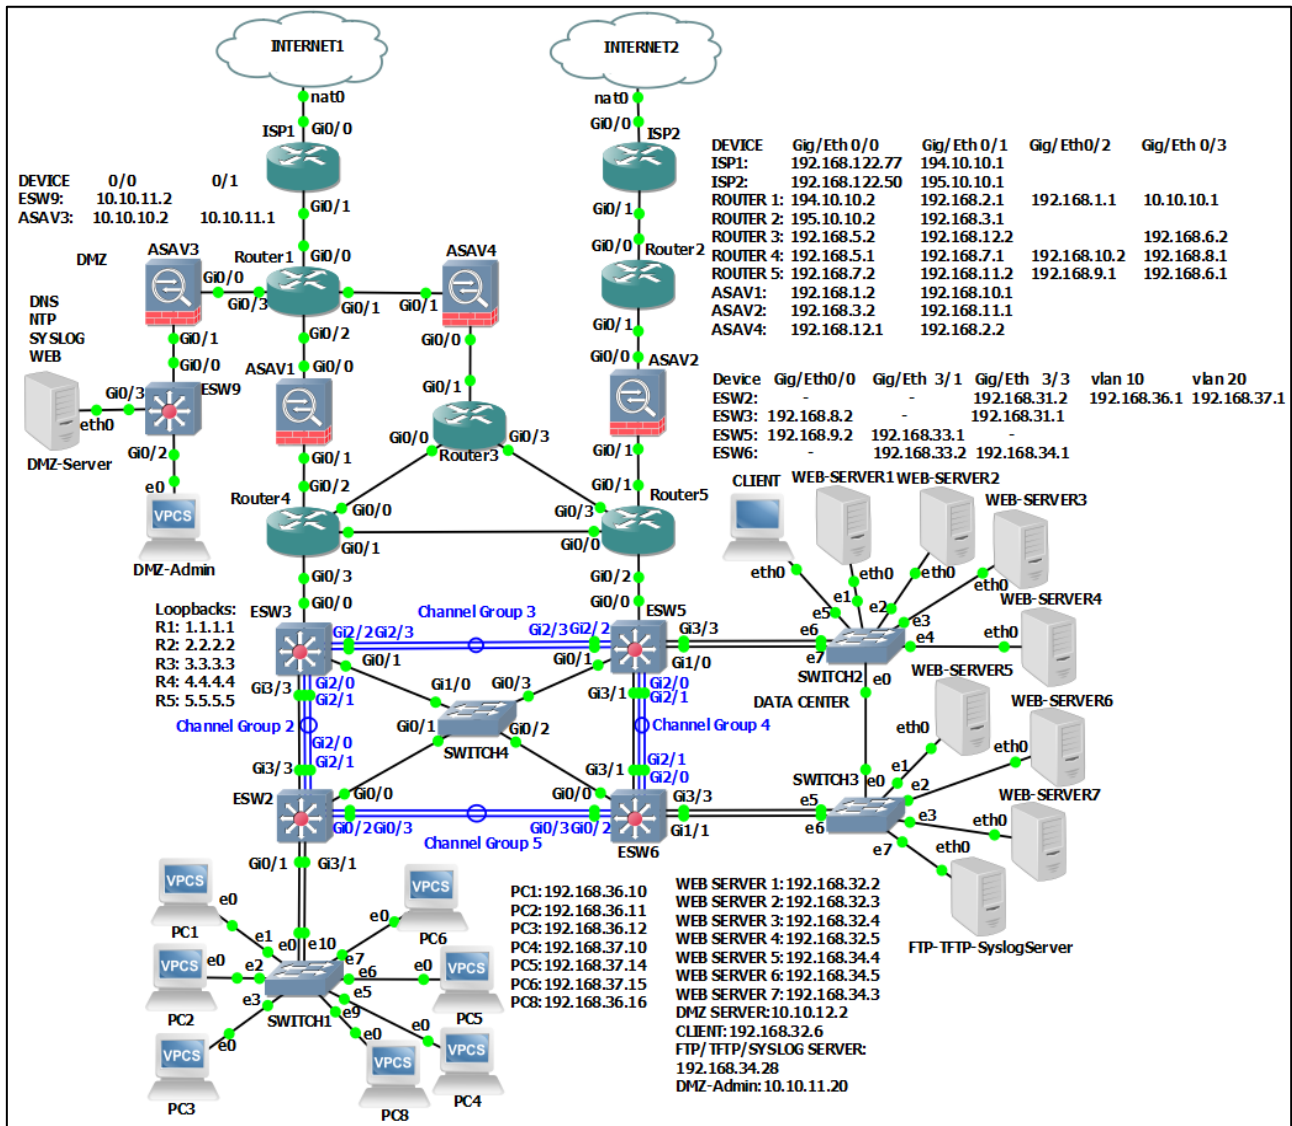 INTERNET1
INTERNET2
nat0
nat0
Gi0/0
ISP1
Gi0/0
ISP2
Gi0/1
Gi0/1
DEVICE Gig/Eth 0/0 Gig/Eth 0/1 Gig/Eth0/2 Gig/Eth 0/3
ISP1: 192.168.122.77 194.10.10.1
ISP2: 192.168.122.50 195.10.10.1
ROUTER 1: 194.10.10.2 192.168.2.1 192.168.1.1 10.10.10.1
ROUTER 2: 195.10.10.2 192.168.3.1
ROUTER 3: 192.168.5.2 192.168.12.2 192.168.6.2
ROUTER 4: 192.168.5.1 192.168.7.1 192.168.10.2 192.168.8.1
ROUTER 5: 192.168.7.2 192.168.11.2 192.168.9.1 192.168.6.1
ASAV1: 192.168.1.2 192.168.10.1
ASAV2: 192.168.3.2 192.168.11.1
ASAV4: 192.168.12.1 192.168.2.2
DEVICE 0/0 0/1
ESW9: 10.10.11.2
ASAV3: 10.10.10.2 10.10.11.1
DMZ
ASAV3
Gi0/0
Gi0/3
Router1
Gi0/0
Gi0/1
Gi0/2
ASAV4
Gi0/1
Gi0/0
Gi0/0
Router2
Gi0/1
DNS
NTP
SYSLOG
WEB
Gi0/1
Gi0/0
Gi0/3
ESW9
eth0
DMZ-Server
Gi0/2
e0
VPCS
DMZ-Admin
ASAV1
Gi0/0
Gi0/1
Gi0/0
ASAV2
Gi0/1
Gi0/1
Gi0/0
Gi0/3
Router3
Device Gig/Eth0/0 Gig/Eth 3/1 Gig/Eth 3/3 vlan 10 vlan 20
ESW2: - - 192.168.31.2 192.168.36.1 192.168.37.1
ESW3: 192.168.8.2 - 192.168.31.1
ESW5: 192.168.9.2 192.168.33.1 -
ESW6: - 192.168.33.2 192.168.34.1
Gi0/2
Router4
Gi0/0
Gi0/1
Gi0/3
Gi0/1
Router5
Gi0/3
Gi0/0
Gi0/2
CLIENT
WEB-SERVER1
WEB-SERVER2
WEB-SERVER3
WEB-SERVER4
eth0
eth0
eth0
eth0
eth0
e5
e1
e2
e3
e4
e6
e7
e0
SWITCH2
DATA CENTER
Loopbacks:
R1: 1.1.1.1
R2: 2.2.2.2
R3: 3.3.3.3
R4: 4.4.4.4
R5: 5.5.5.5
Gi0/0
ESW3
Channel Group 3
Gi2/2Gi2/3
Gi2/3Gi2/2
Gi0/0
ESW5
Gi3/3
Gi1/0
Gi0/1
Gi0/1
Gi3/3
Gi2/0
Gi2/1
Gi1/0
Gi0/3
Gi3/1
Gi2/0
Gi2/1
Channel Group 2
Gi0/1
Gi0/2
SWITCH4
Channel Group 4
Gi2/0
Gi2/1
Gi3/3
Gi3/1
Gi2/1
Gi2/0
ESW2
Gi0/0
Gi0/2Gi0/3
Channel Group 5
Gi0/0
Gi0/3Gi0/2
ESW6
Gi3/3
Gi1/1
Gi0/1
Gi3/1
WEB-SERVER5
WEB-SERVER6
WEB-SERVER7
SWITCH3
e0
e1
e2
e3
e5
e6
e7
eth0
eth0
eth0
eth0
FTP-TFTP-SyslogServer
VPCS
PC1
e0
e1
e0
e10
e7
e0
VPCS
PC6
VPCS
PC2
e0
e2
e6
e0
VPCS
PC5
e3
e5
e9
SWITCH1
VPCS
PC3
e0
e0
VPCS
PC8
e0
VPCS
PC4
PC1: 192.168.36.10
PC2: 192.168.36.11
PC3: 192.168.36.12
PC4: 192.168.37.10
PC5: 192.168.37.14
PC6: 192.168.37.15
PC8: 192.168.36.16
WEB SERVER 1: 192.168.32.2
WEB SERVER 2: 192.168.32.3
WEB SERVER 3: 192.168.32.4
WEB SERVER 4: 192.168.32.5
WEB SERVER 5: 192.168.34.4
WEB SERVER 6: 192.168.34.5
WEB SERVER 7: 192.168.34.3
DMZ SERVER: 10.10.12.2
CLIENT: 192.168.32.6
FTP/TFTP/SYSLOG SERVER:
192.168.34.28
DMZ-Admin: 10.10.11.20